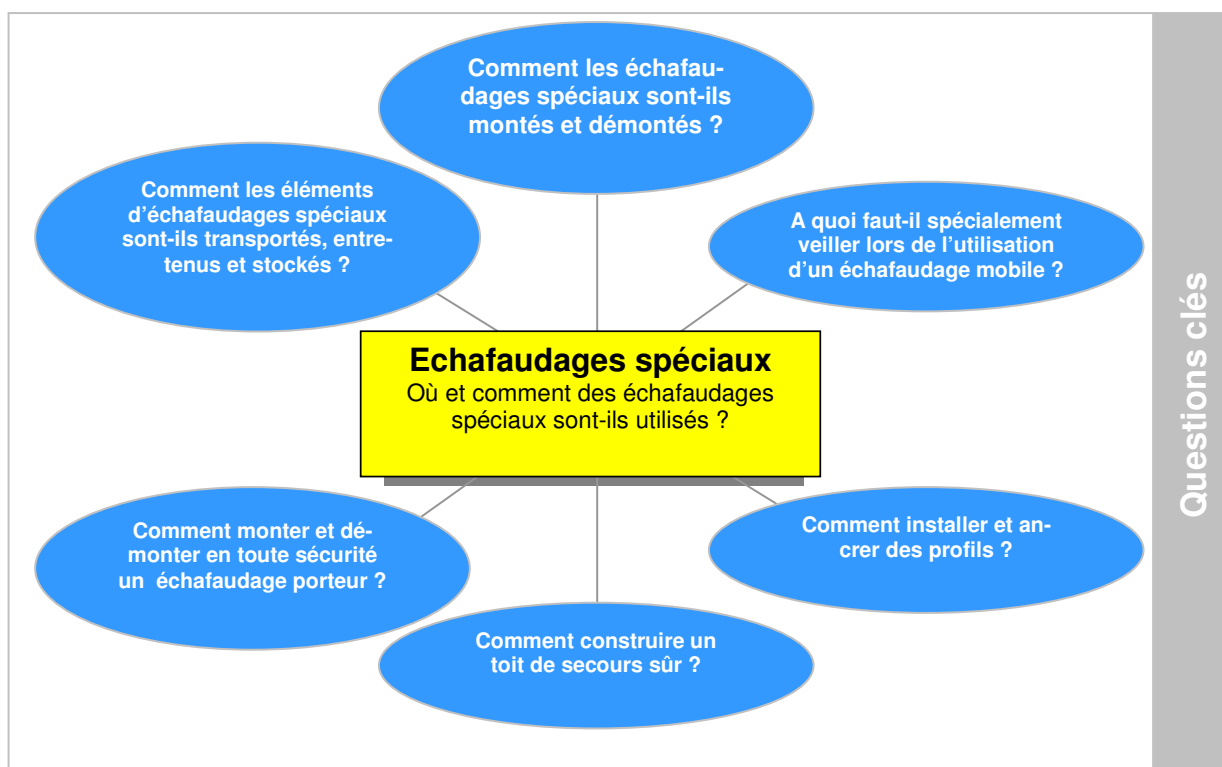 Comment les échafau-
dages spéciaux sont-ils
montés et démontés ?
Comment les éléments
d'échafaudages spéciaux
sont-ils transportés, entre-
tenus et stockés ?
A quoi faut-il spécialement
veiller lors de l'utilisation
d'un échafaudage mobile ?
Echafaudages spéciaux
Où et comment des échafaudages
spéciaux sont-ils utilisés ?
Comment monter et dé-
monter en toute sécurité
un échafaudage porteur ?
Comment installer et an-
crer des profils ?
Comment construire un
toit de secours sûr ?
Questions clés